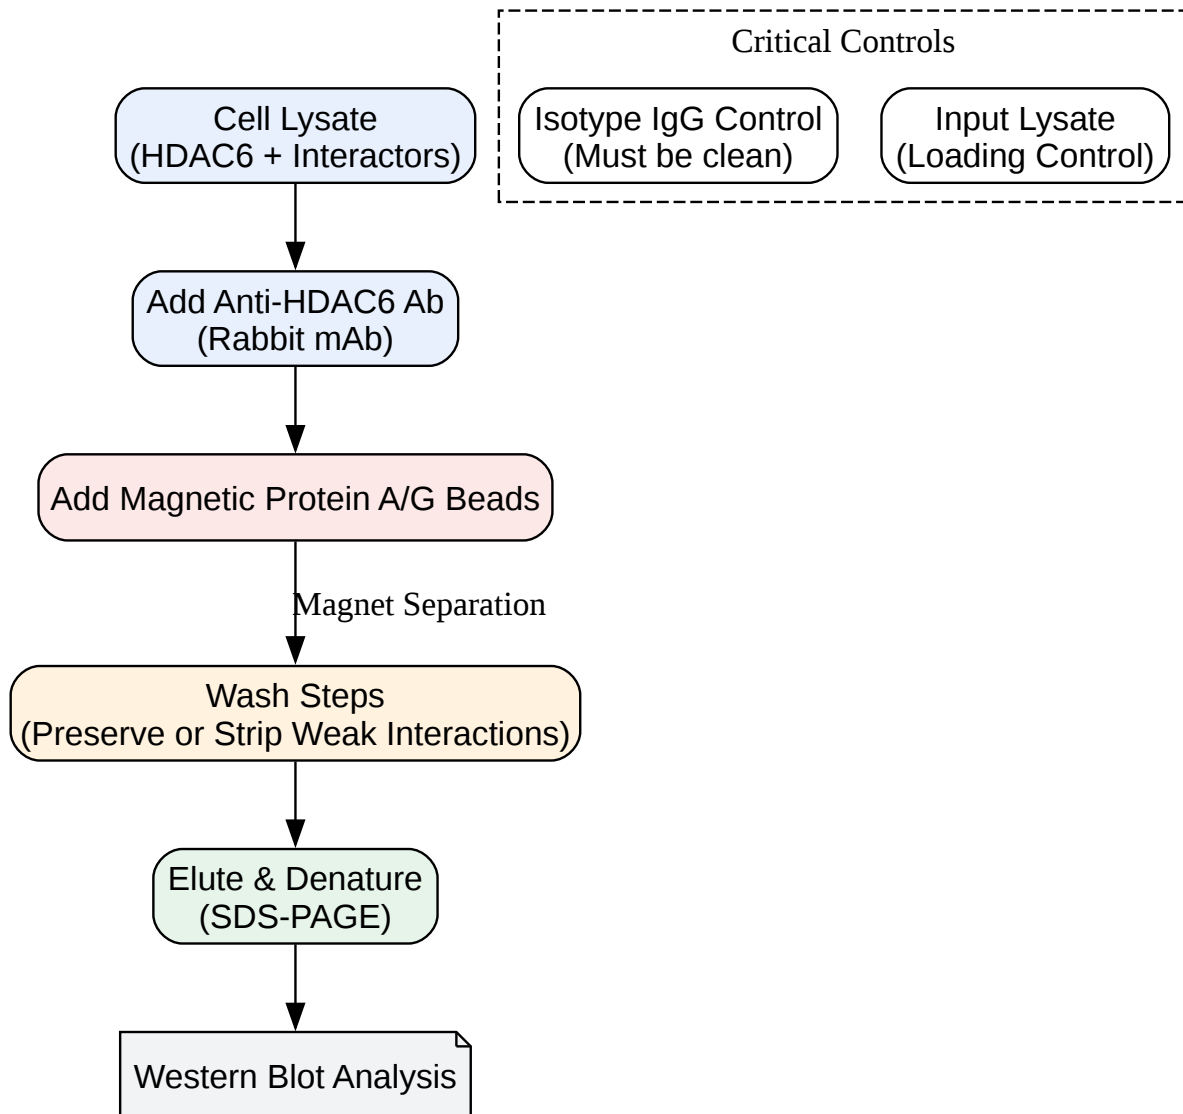 Critical Controls
Cell Lysate
(HDAC6 + Interactors)
Isotype IgG Control
(Must be clean)
Input Lysate
(Loading Control)
Add Anti-HDAC6 Ab
(Rabbit mAb)
Add Magnetic Protein A/G Beads
Magnet Separation
Wash Steps
(Preserve or Strip Weak Interactions)
Elute & Denature
(SDS-PAGE)
Western Blot Analysis